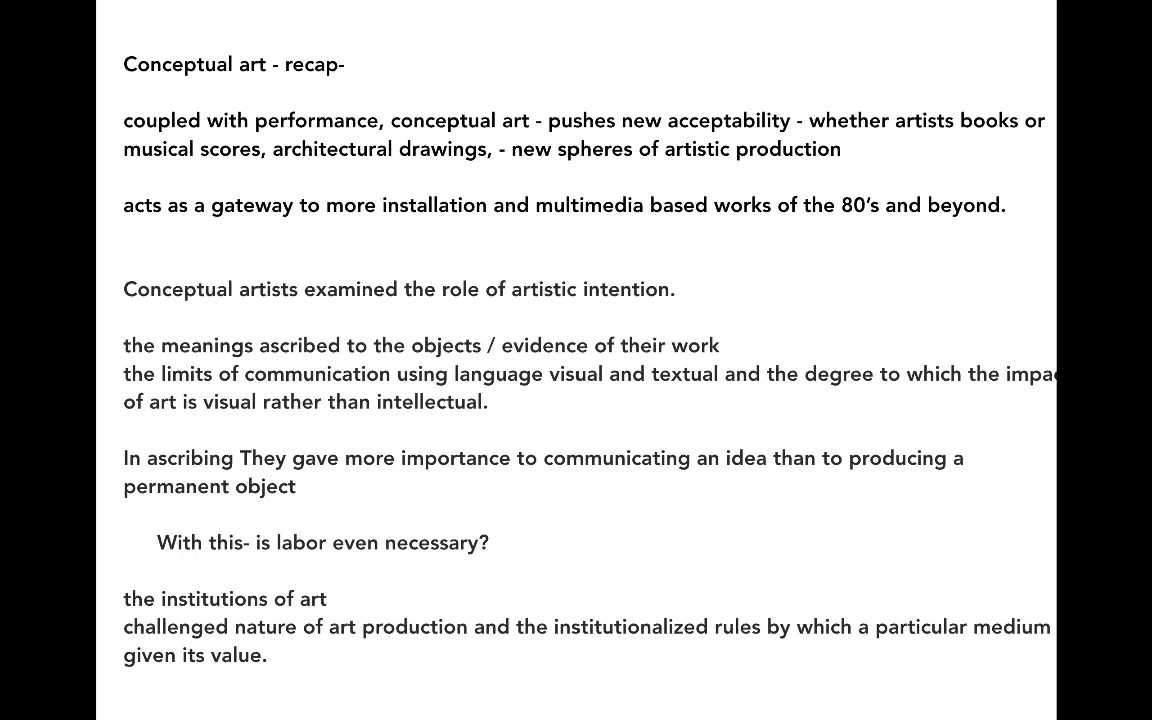 Conceptual art - recap-
coupled with performance, conceptual art - pushes new acceptability - whether artists books or
musical scores, architectural drawings, - new spheres of artistic production
acts as a gateway to more installation and multimedia based works of the 80's and beyond.
Conceptual artists examined the role of artistic intention.
the meanings ascribed to the objects / evidence of their work
the limits of communication using language visual and textual and the degree to which the
of art is visual rather than intellectual.
In ascribing They gave more importance to communicating an idea than to producing a
permanent object
With this- is labor even necessary?
the institutions of art
challenged nature of art production and the institutionalized rules by which a particular medium
given its value.